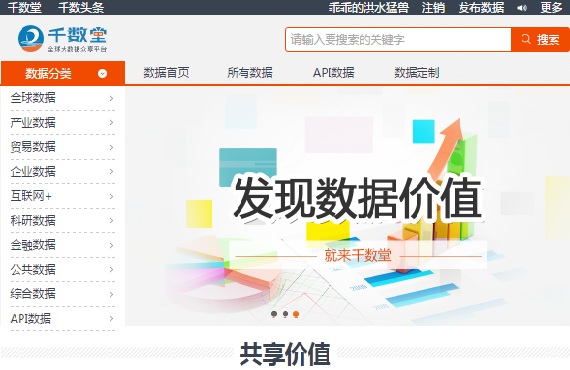 千数堂 千数头条 乖乖的洪水猛兽 注销 发布数据 更多
千数堂
全球大数据众享平台
请输入要搜索的关键字 搜索
数据分类 数据首页 所有数据 API数据 数据定制
全球数据
产业数据
贸易数据
企业数据
互联网+
科研数据
金融数据
公共数据
综合数据
API数据
发现数据价值
就来千数堂
共享价值